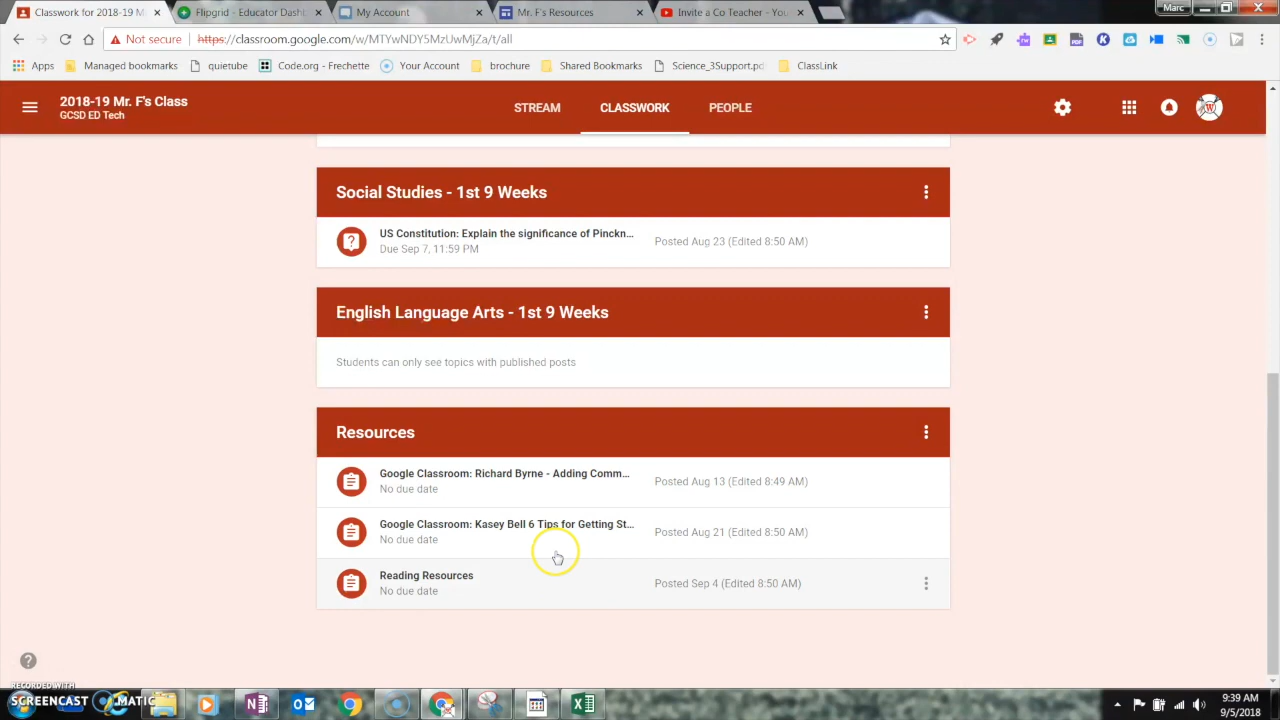 Classwork for 2018-19 Mr. F's
Flipgrid - Educator Dashb
My Account
Mr. F's Resources
Invite a Co Teacher - You
Marc
Not secure
https://classroom.google.com/w/MTYwNDY5MzUwMjZa/t/all
Apps
Managed bookmarks
quietube
Code.org - Frechette
Your Account
brochure
Shared Bookmarks
Science_3Support.pd
ClassLink
2018-19 Mr. F's Class
GCSD ED Tech
STREAM
CLASSWORK
PEOPLE
Social Studies - 1st 9 Weeks
US Constitution: Explain the significance of Pinckn...
Posted Aug 23 (Edited 8:50 AM)
Due Sep 7, 11:59 PM
English Language Arts - 1st 9 Weeks
Students can only see topics with published posts
Resources
Google Classroom: Richard Byrne - Adding Comm...
Posted Aug 13 (Edited 8:49 AM)
No due date
Google Classroom: Kasey Bell 6 Tips for Getting St...
Posted Aug 21 (Edited 8:50 AM)
No due date
Reading Resources
Posted Sep 4 (Edited 8:50 AM)
No due date
RECORDED WITH
SCREENCAST MATIC
9:39 AM
9/5/2018